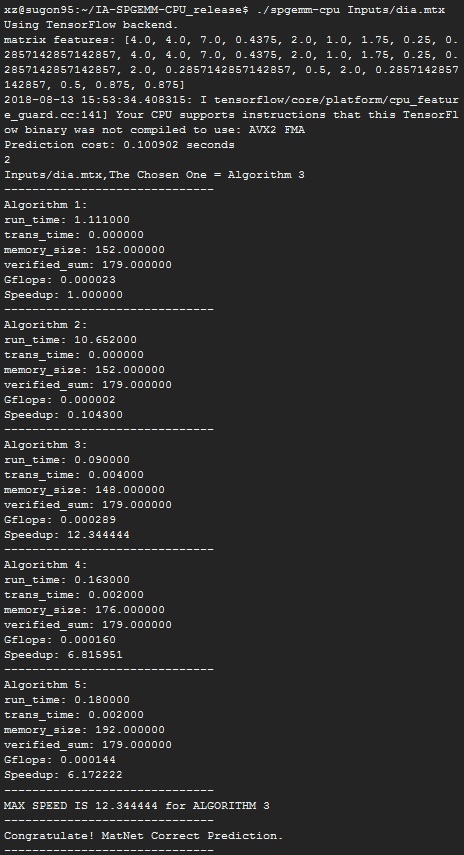 xz@sugon95:~/IA-SPGEMM-CPU_release$ ./spgemm-cpu Inputs/dia.mtx
Using TensorFlow backend.
matrix features: [4.0, 4.0, 7.0, 0.4375, 2.0, 1.0, 1.75, 0.25, 0.
2857142857142857, 4.0, 4.0, 7.0, 0.4375, 2.0, 1.0, 1.75, 0.25, 0.
2857142857142857, 2.0, 0.2857142857142857, 0.5, 2.0, 0.2857142857
142857, 0.5, 0.875, 0.875]
2018-08-13 15:53:34.408315: I tensorflow/core/platform/cpu_featur
e_guard.cc:141] Your CPU supports instructions that this TensorFl
ow binary was not compiled to use: AVX2 FMA
Prediction cost: 0.100902 seconds
2
Inputs/dia.mtx,The Chosen One = Algorithm 3
------------------------------
Algorithm 1:
run_time: 1.111000
trans_time: 0.000000
memory_size: 152.000000
verified_sum: 179.000000
Gflops: 0.000023
Speedup: 1.000000
------------------------------
Algorithm 2:
run_time: 10.652000
trans_time: 0.000000
memory_size: 152.000000
verified_sum: 179.000000
Gflops: 0.000002
Speedup: 0.104300
------------------------------
Algorithm 3:
run_time: 0.090000
trans_time: 0.004000
memory_size: 148.000000
verified_sum: 179.000000
Gflops: 0.000289
Speedup: 12.344444
------------------------------
Algorithm 4:
run_time: 0.163000
trans_time: 0.002000
memory_size: 176.000000
verified_sum: 179.000000
Gflops: 0.000160
Speedup: 6.815951
------------------------------
Algorithm 5:
run_time: 0.180000
trans_time: 0.002000
memory_size: 192.000000
verified_sum: 179.000000
Gflops: 0.000144
Speedup: 6.172222
------------------------------
MAX SPEED IS 12.344444 for ALGORITHM 3
------------------------------
Congratulate! MatNet Correct Prediction.
------------------------------